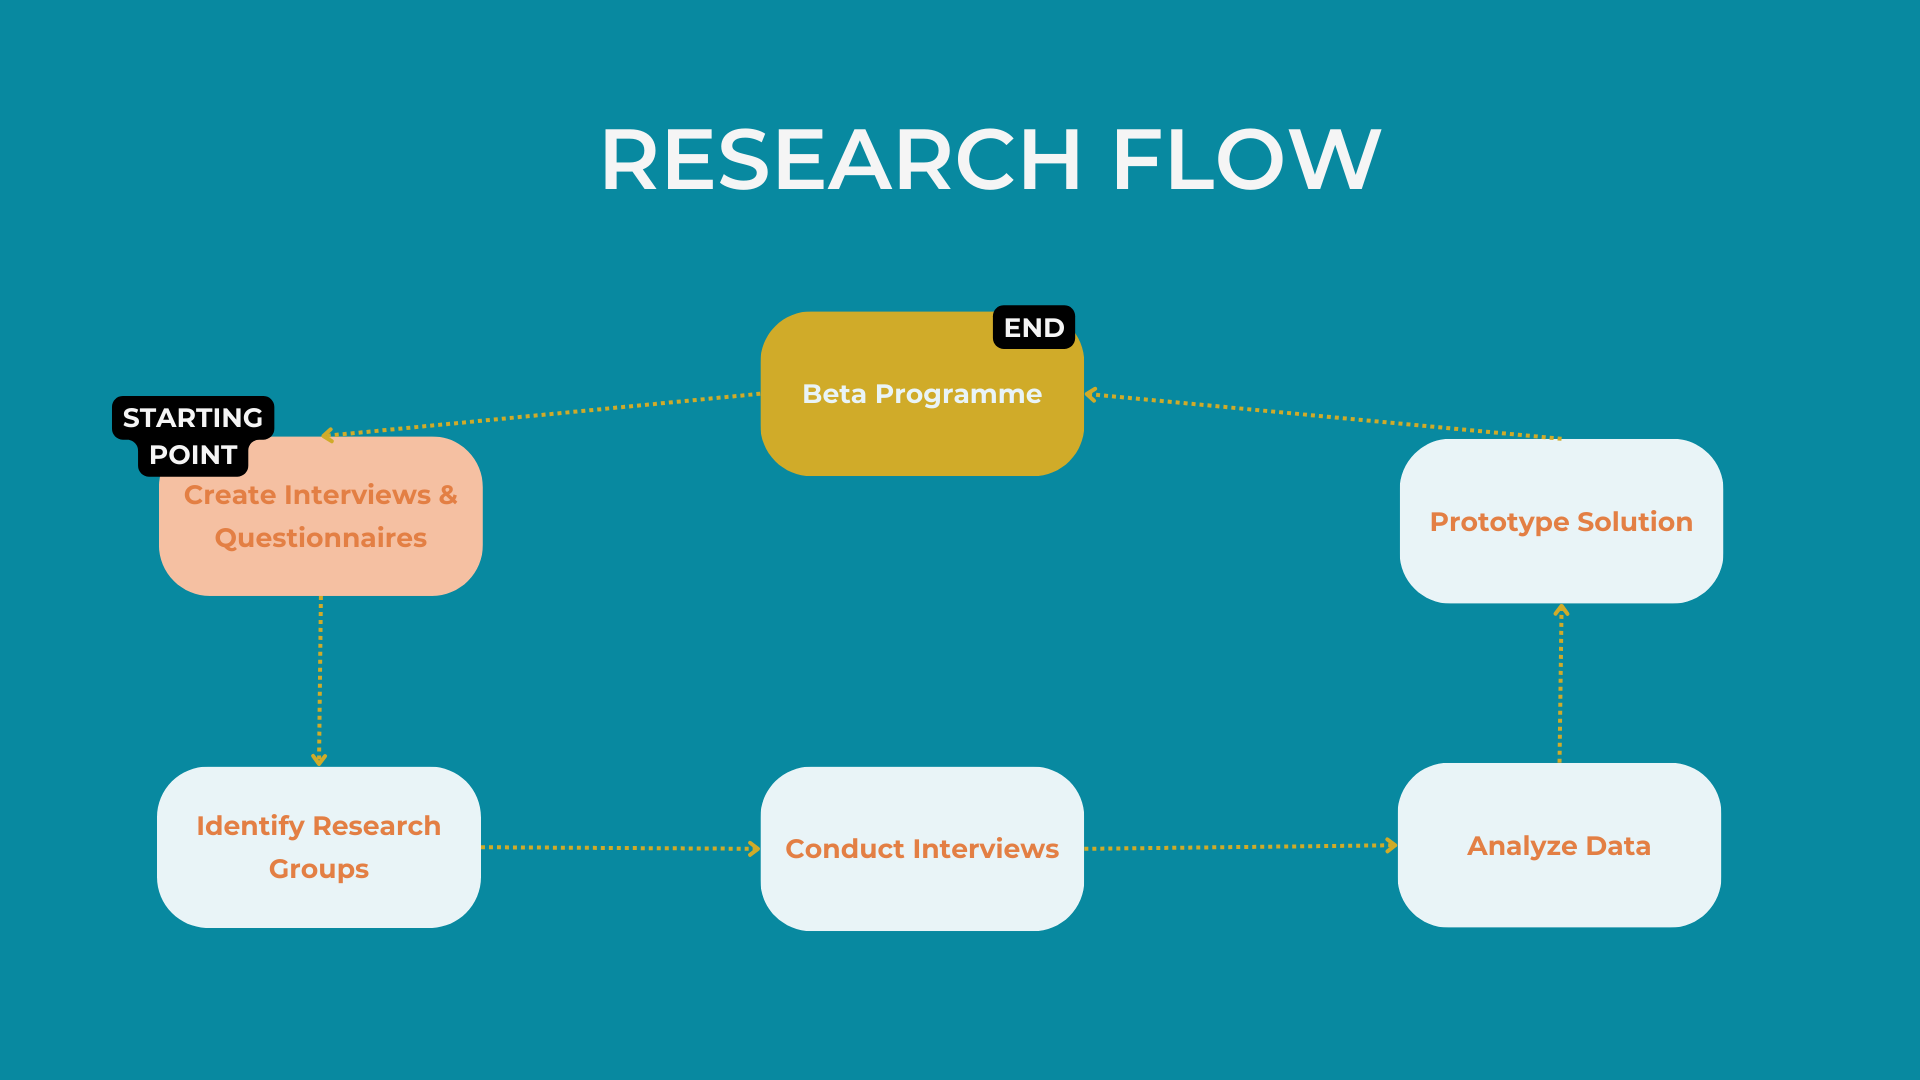 RESEARCH FLOW
STARTING
POINT
Create Interviews &
Questionnaires
Identify Research
Groups
Conduct Interviews
Analyze Data
Prototype Solution
END
Beta Programme